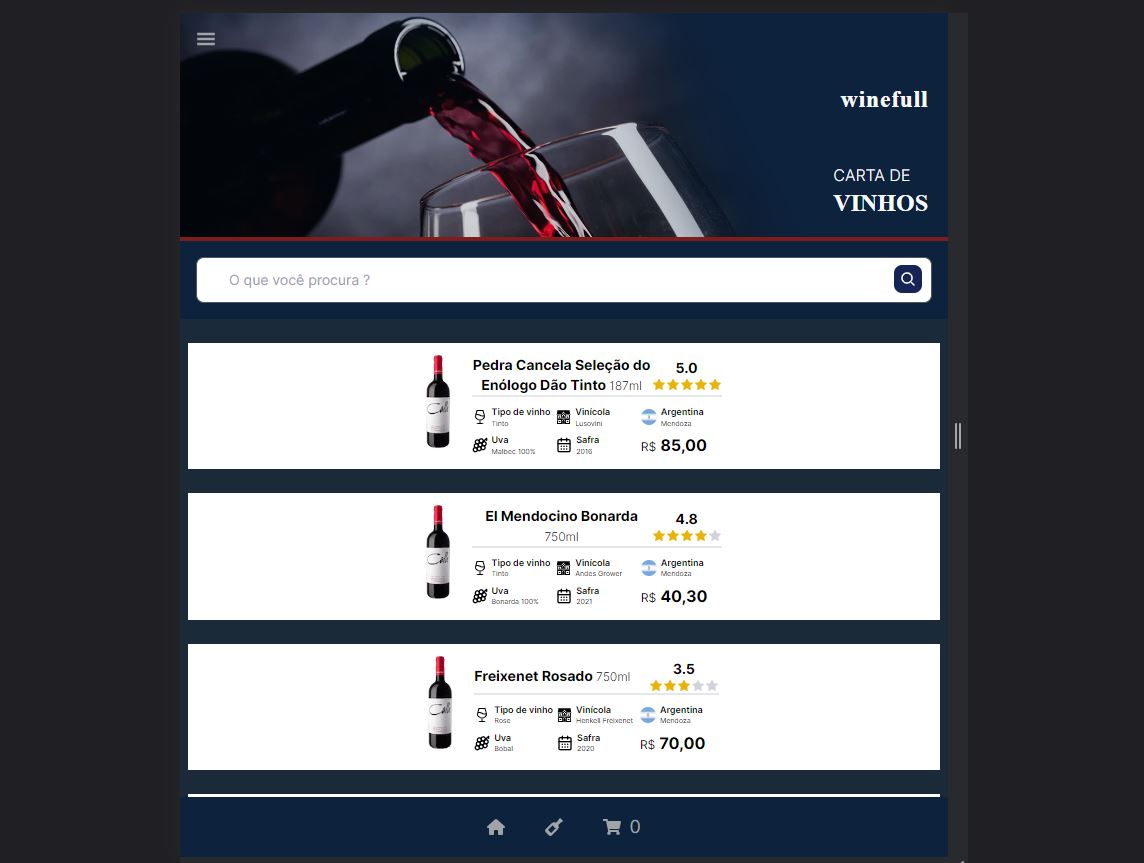 winefull
CARTA DE
VINHOS
O que você procura ?
Pedra Cancela Seleção do
Enólogo Dão Tinto 187ml
5.0
Tipo de vinho
Tinto
Vinícola
Lusovini
Argentina
Mendoza
Uva
Malbec 100%
Safra
2016
R$ 85,00
El Mendocino Bonarda
750ml
4.8
Tipo de vinho
Tinto
Vinícola
Andes Grower
Argentina
Mendoza
Uva
Bonarda 100%
Safra
2021
R$ 40,30
Freixenet Rosado 750ml
3.5
Tipo de vinho
Rose
Vinícola
Henkell Freixenet
Argentina
Mendoza
Uva
Bobal
Safra
2020
R$ 70,00
0